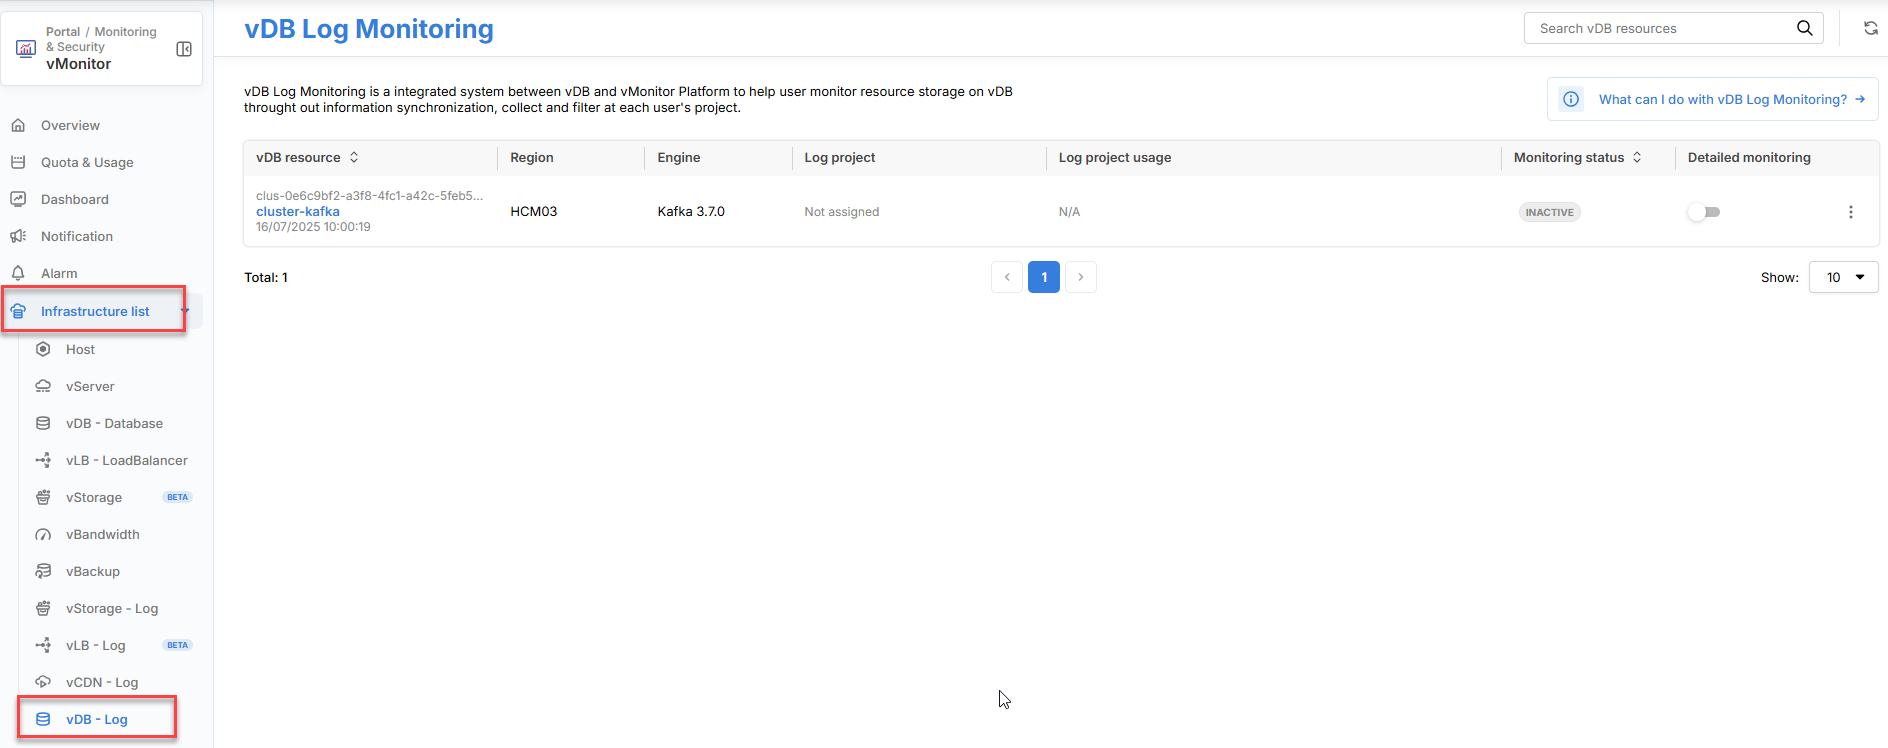 Portal / Monitoring
& Security
vMonitor
Overview
Quota & Usage
Dashboard
Notification
Alarm
Infrastructure list
Host
vServer
vDB - Database
vLB - LoadBalancer
vStorage BETA
vBandwidth
vBackup
vStorage - Log
vLB - Log BETA
vCDN - Log
vDB - Log
vDB Log Monitoring
Search vDB resources
vDB Log Monitoring is a integrated system between vDB and vMonitor Platform to help user monitor resource storage on vDB
throught out information synchronization, collect and filter at each user's project.
What can I do with vDB Log Monitoring?
vDB resource Region Engine Log project Log project usage Monitoring status Detailed monitoring
clus-0e6c9bf2-a3f8-4fc1-a42c-5feb5...
cluster-kafka HCM03 Kafka 3.7.0 Not assigned N/A INACTIVE
16/07/2025 10:00:19
Total: 1 1 Show: 10